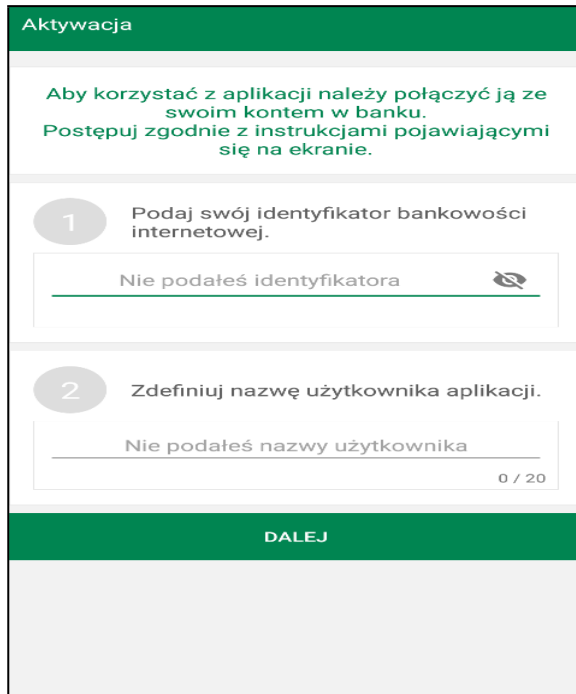 Aktywacja
Aby korzystać z aplikacji należy połączyć ją ze
swoim kontem w banku.
Postępuj zgodnie z instrukcjami pojawiającymi
się na ekranie.
1
Podaj swój identyfikator bankowości
internetowej.
Nie podałeś identyfikatora
2
Zdefiniuj nazwę użytkownika aplikacji.
Nie podałeś nazwy użytkownika
0 / 20
DALEJ